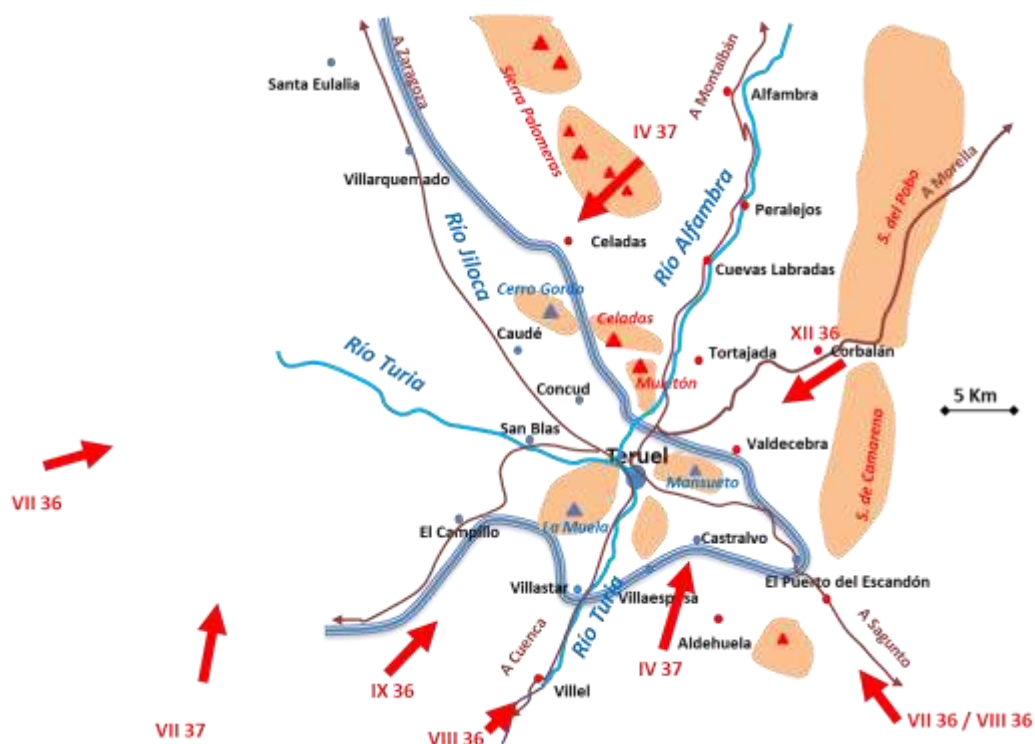 A Zaragoza
Santa Eulalia
Sierra Palomeras
IV 37
A Montalbán
Alfambra
A Morella
Villarquemado
S. del Pobo
Peralejos
Río Jiloca
Celadas
Río Alfambra
Cuevas Labradas
Cerro Gordo
Celadas
XII 36
Río Turia
Caudé
Tortajada
Corbalán
Muletón
Concud
5 Km
San Blas
Valdecebra
Teruel
Mansueto
VII 36
S. de Camarena
La Muela
El Campillo
Castralvo
El Puerto del Escandón
Villastar
Villaespesa
Río Turia
Aldehuela
A Sagunto
A Cuenca
IV 37
IX 36
Villel
VII 37
VIII 36
VII 36 / VIII 36